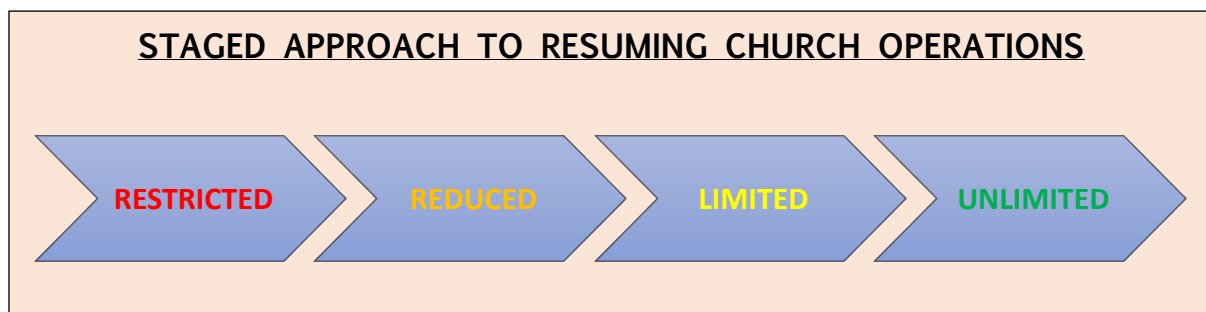 STAGED APPROACH TO RESUMING CHURCH OPERATIONS
RESTRICTED REDUCED LIMITED UNLIMITED